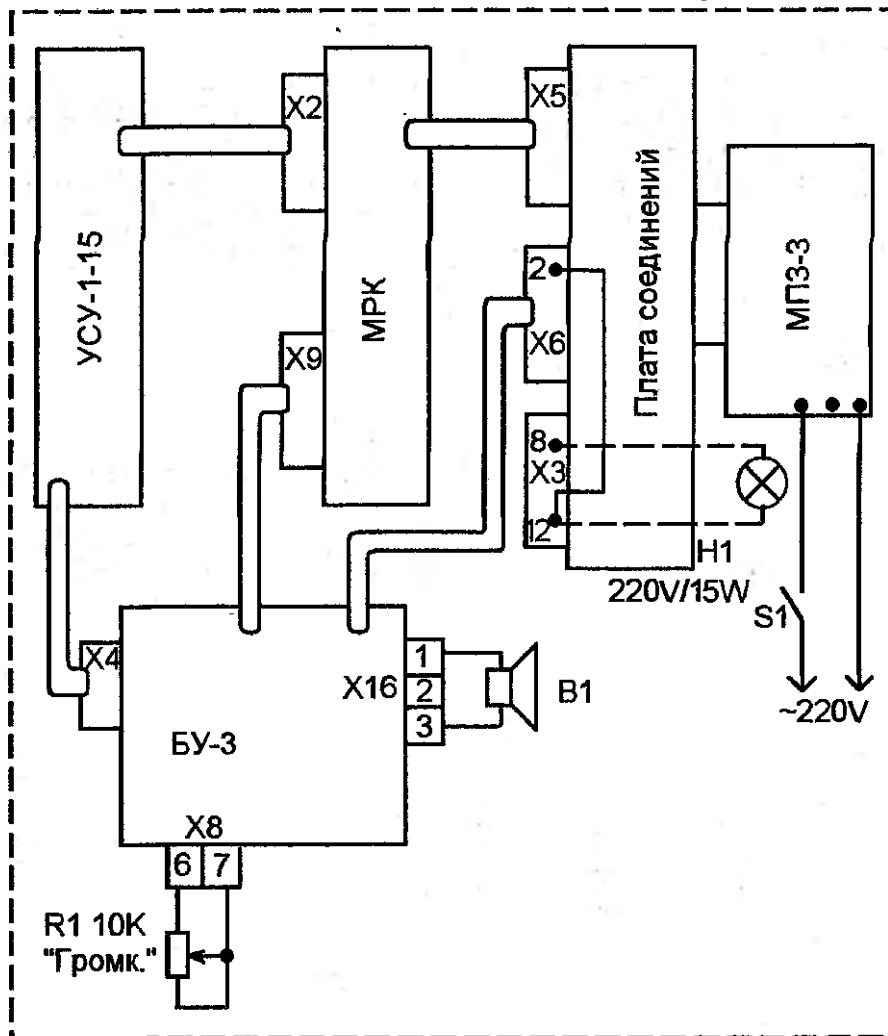 УСУ-1-15
X2
X9
МРК
X5
2
X6
8
X3
12
Плата соединений
МПЗ-3
H1
220V/15W
S1
~220V
X4
X16
1
2
3
B1
БУ-3
X8
6 7
R1 10K
"Громк."